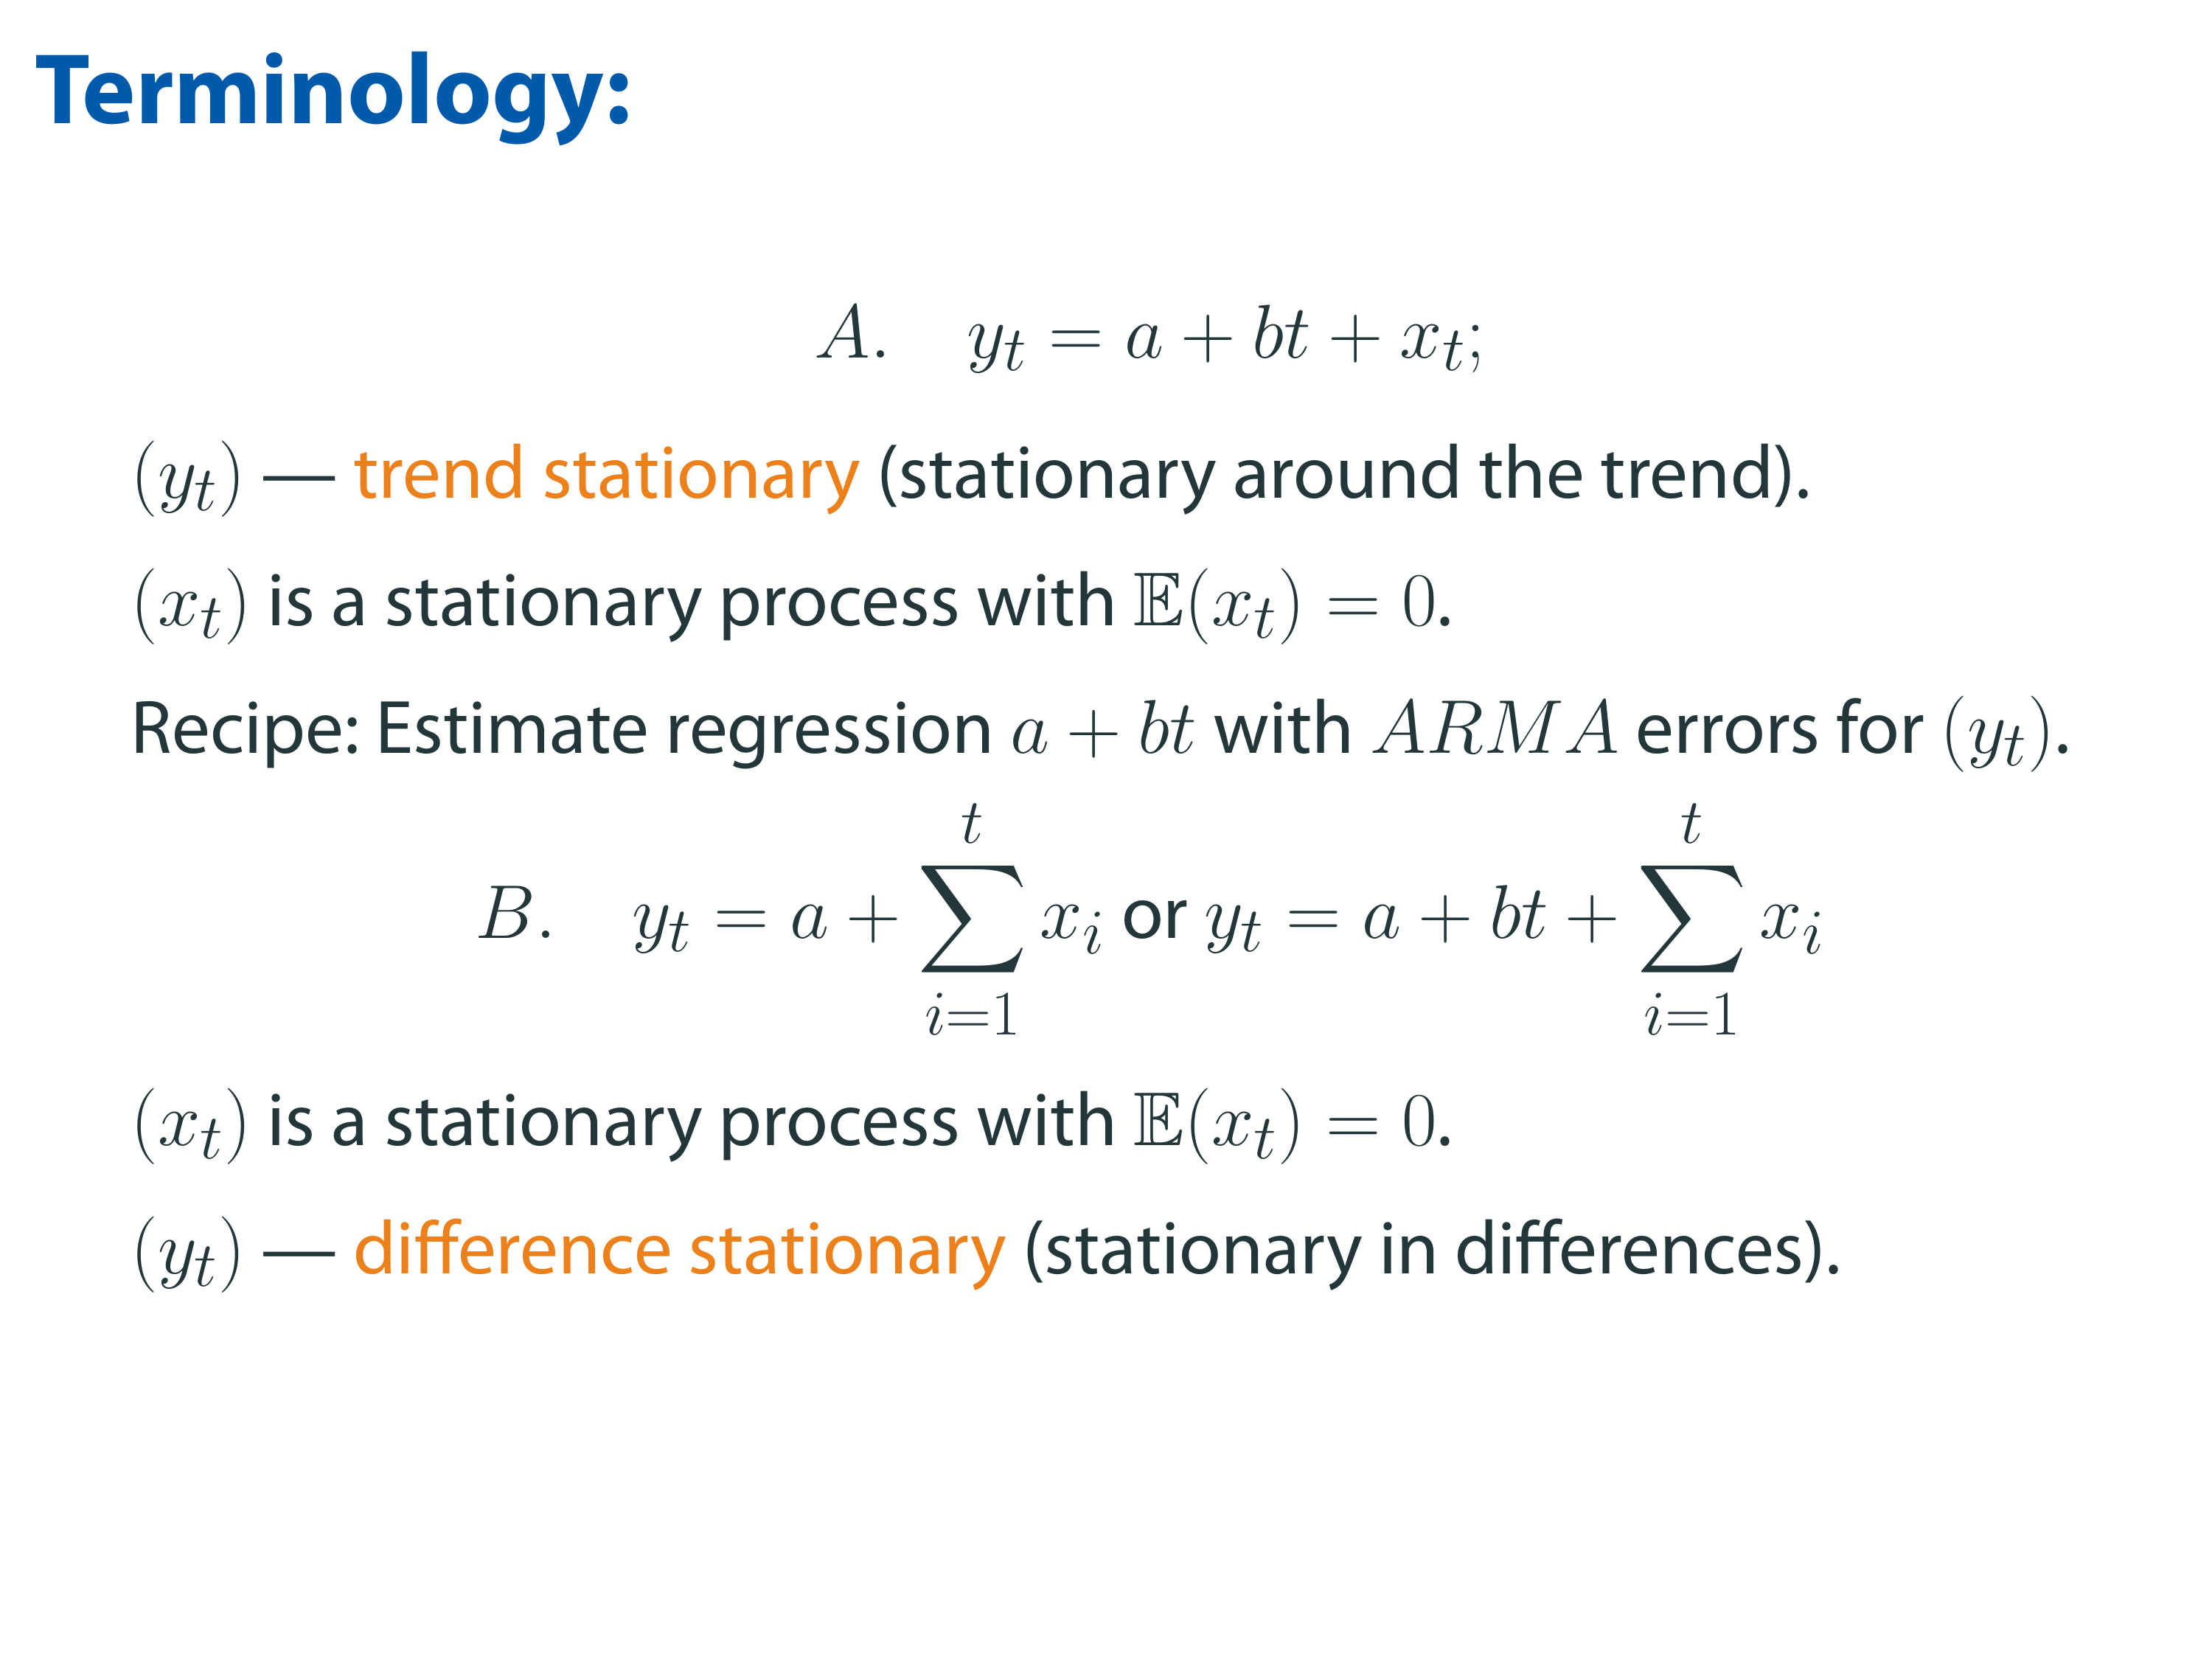 Terminology:
A. y_t = a + bt + x_t;
(y_t) — trend stationary (stationary around the trend).
(x_t) is a stationary process with 𝔼(x_t) = 0.
Recipe: Estimate regression a + bt with ARMA errors for (y_t).
B. y_t = a + \sum_{i=1}^{t} x_i or y_t = a + bt + \sum_{i=1}^{t} x_i
(x_t) is a stationary process with 𝔼(x_t) = 0.
(y_t) — difference stationary (stationary in differences).